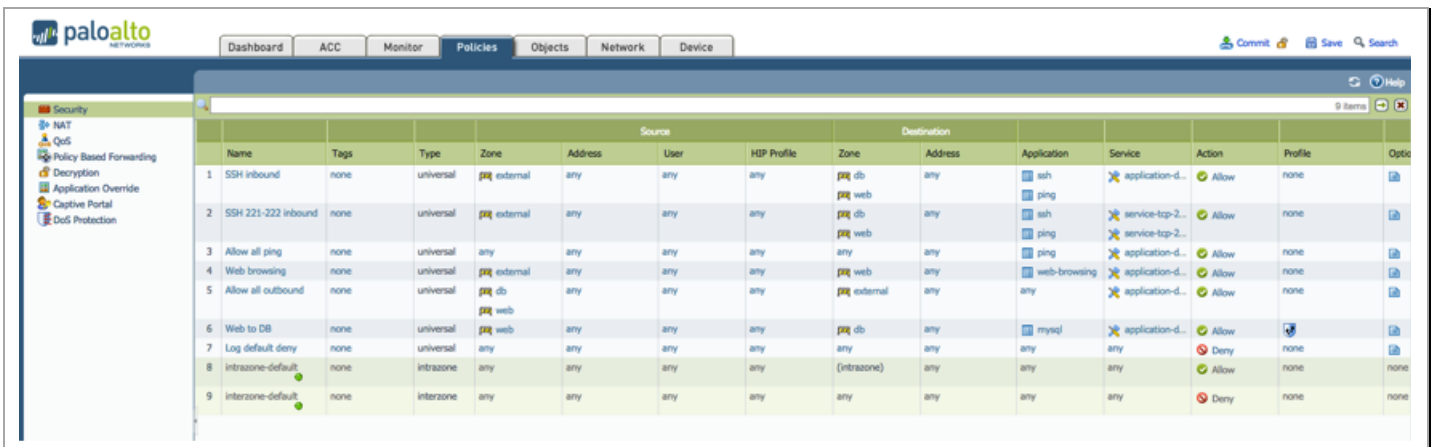 paloalto
NETWORKS
Dashboard ACC Monitor Policies Objects Network Device Commit Save Search
Help
Security 9 items
NAT
QoS
Policy Based Forwarding
Decryption
Application Override
Captive Portal
DoS Protection
Source Destination
Name Tags Type Zone Address User HIP Profile Zone Address Application Service Action Profile Optio
1 SSH inbound none universal external any any any db any ssh application-d... Allow none
web ping
2 SSH 221-222 inbound none universal external any any any db any ssh service-tcp-2... Allow none
web ping service-tcp-2...
3 Allow all ping none universal any any any any any any ping application-d... Allow none
4 Web browsing none universal external any any any web any web-browsing application-d... Allow none
5 Allow all outbound none universal db any any any external any any application-d... Allow none
web
6 Web to DB none universal web any any any db any mysql application-d... Allow
7 Log default deny none universal any any any any any any any any Deny none
8 intrazone-default none intrazone any any any any (intrazone) any any any Allow none none
9 interzone-default none interzone any any any any any any any any Deny none none